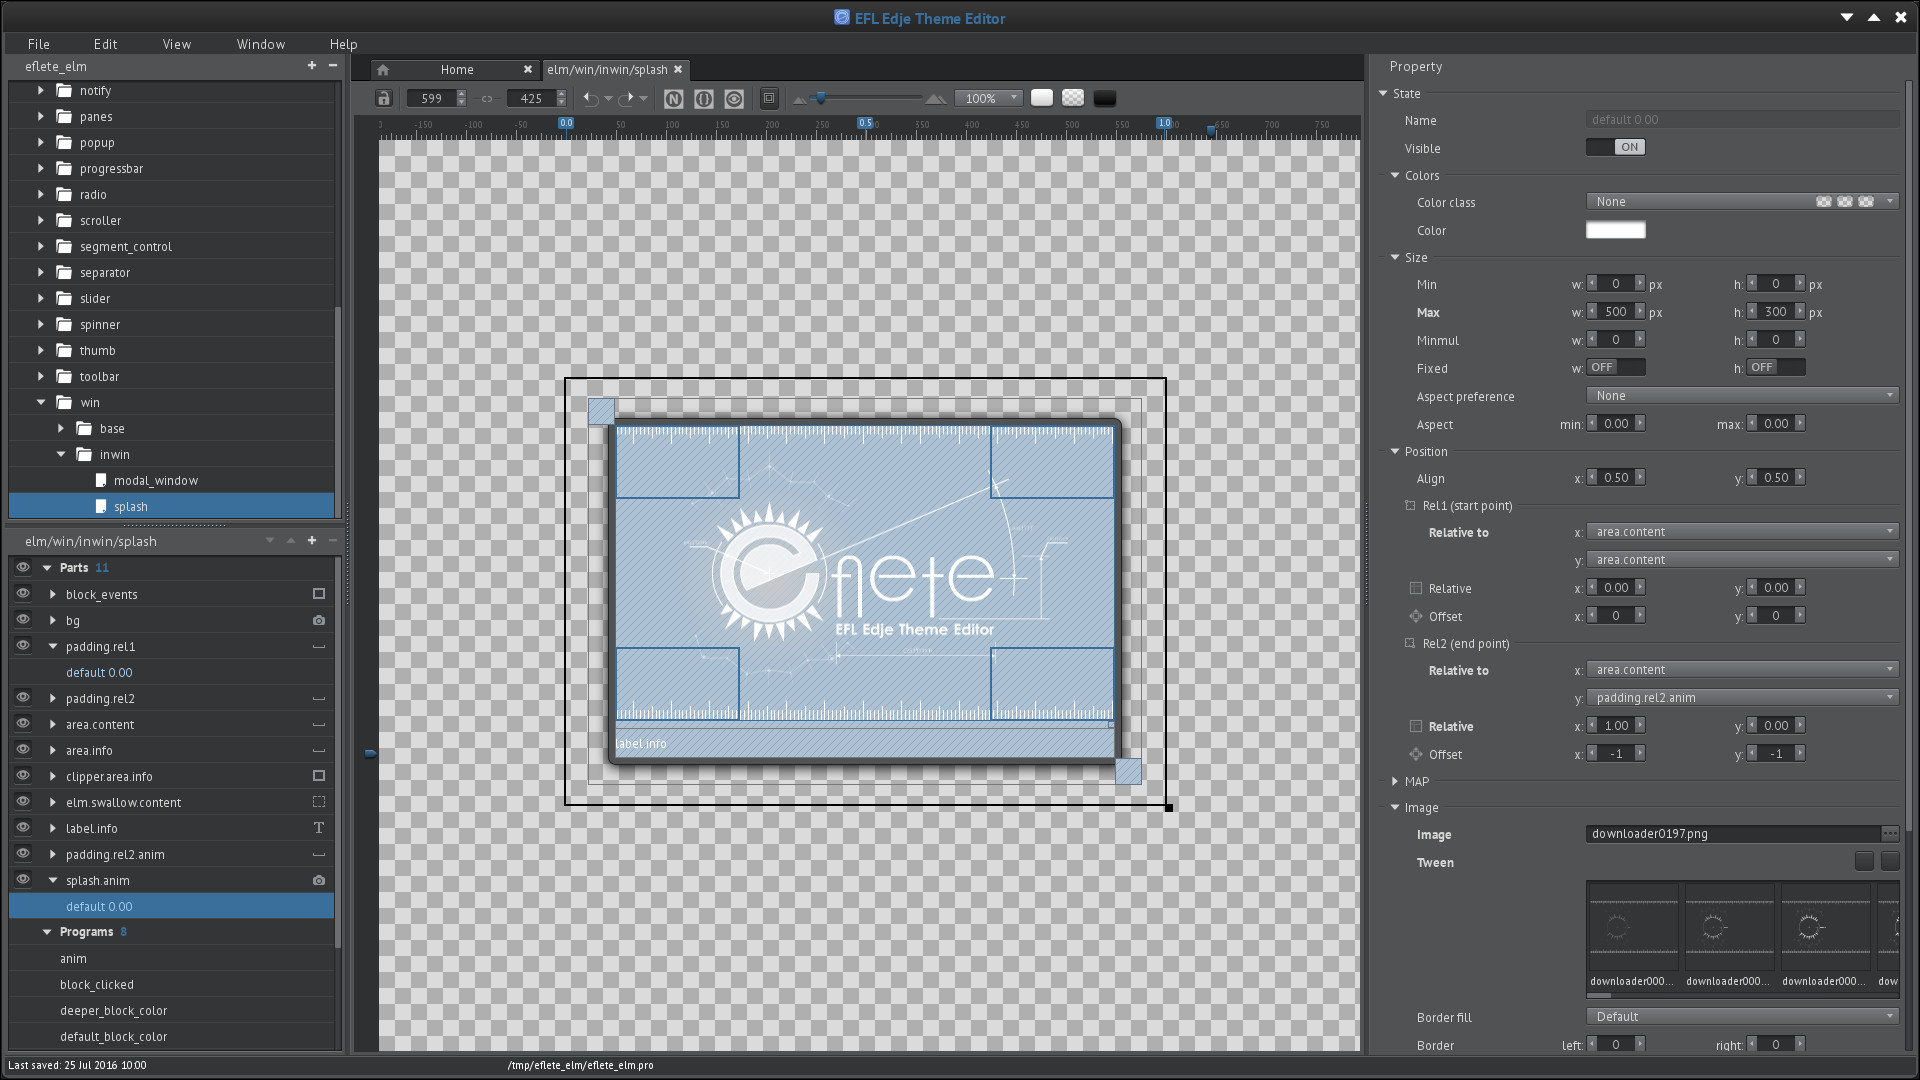 EFL Edje Theme Editor
File Edit View Window Help
eflete_elm
notify
panes
popup
progressbar
radio
scroller
segment_control
separator
slider
spinner
thumb
toolbar
win
base
inwin
modal_window
splash
elm/win/inwin/splash
Parts 11
block_events
bg
padding.rel1
default 0.00
padding.rel2
area.content
area.info
clipper.area.info
elm.swallow.content
label.info
T
padding.rel2.anim
splash.anim
default 0.00
Programs 8
anim
block_clicked
deeper_block_color
default_block_color
Home
elm/win/inwin/splash
599 425 N 100%
-150 -100 -50 0.0 50 100 150 200 250 0.5 350 400 450 500 550 1.0 650 700 750
eflete
EFL Edje Theme Editor
label.info
Property
State
Name default 0.00
Visible ON
Colors
Color class None
Color
Size
Min w: 0 px h: 0 px
Max w: 500 px h: 300 px
Minmul w: 0 h: 0
Fixed w: OFF h: OFF
Aspect preference None
Aspect min: 0.00 max: 0.00
Position
Align x: 0.50 y: 0.50
Rel1 (start point)
Relative to x: area.content
y: area.content
Relative x: 0.00 y: 0.00
Offset x: 0 y: 0
Rel2 (end point)
Relative to x: area.content
y: padding.rel2.anim
Relative x: 1.00 y: 0.00
Offset x: -1 y: -1
MAP
Image
Image downloader0197.png
Tween
downloader000... downloader000... downloader000... dow
Border fill Default
Border left: 0 right: 0
Last saved: 25 Jul 2016 10:00
/tmp/eflete_elm/eflete_elm.pro